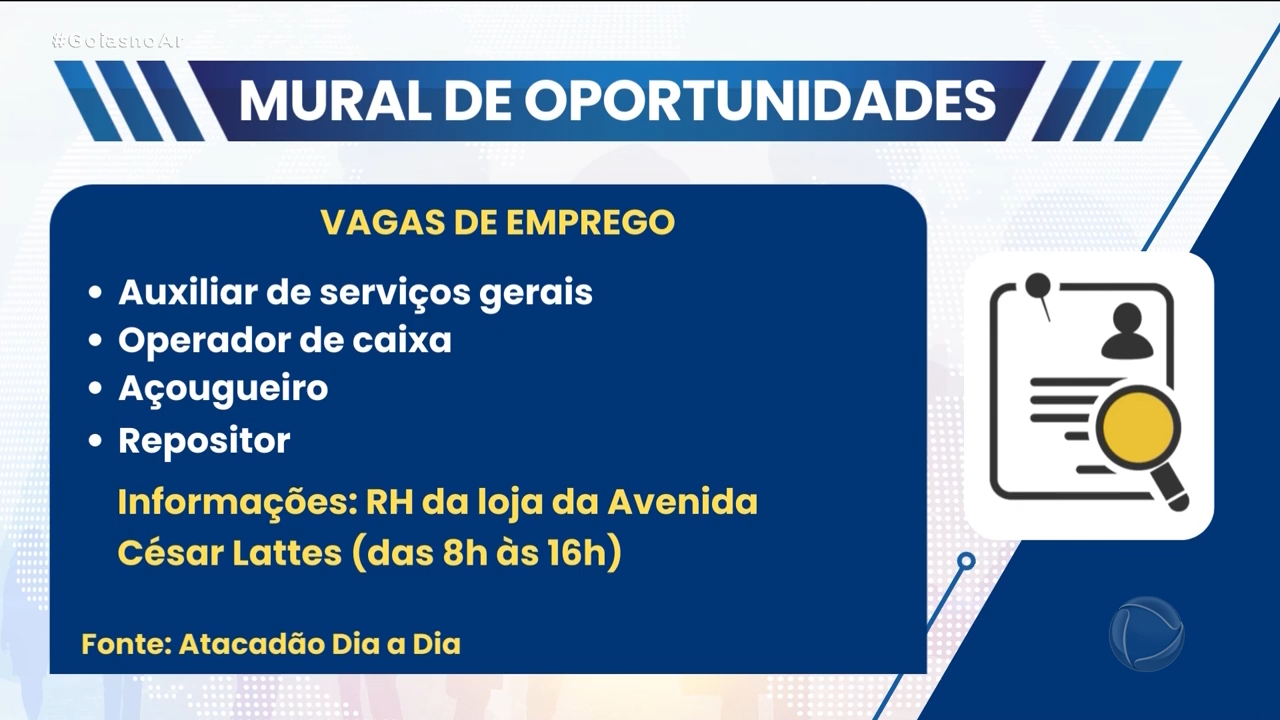 #GoiasnoAr
MURAL DE OPORTUNIDADES
VAGAS DE EMPREGO
• Auxiliar de serviços gerais
• Operador de caixa
• Açougueiro
• Repositor
Informações: RH da loja da Avenida
César Lattes (das 8h às 16h)
Fonte: Atacadão Dia a Dia